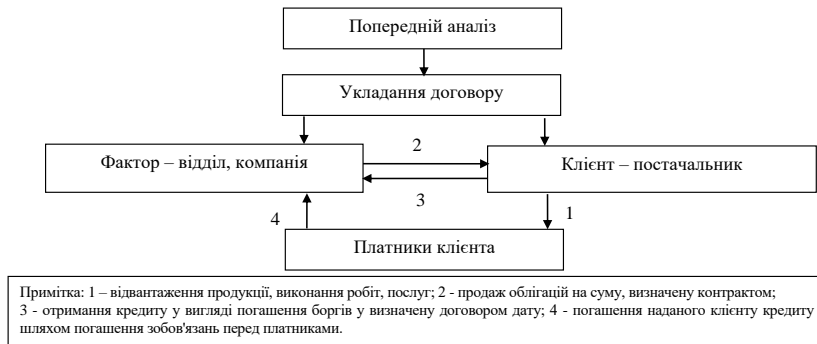 Попередній аналіз
Укладання договору
Фактор – відділ, компанія
2
Клієнт – постачальник
3
4
1
Платники клієнта
Примітка: 1 – відвантаження продукції, виконання робіт, послуг; 2 - продаж облігацій на суму, визначену контрактом;
3 - отримання кредиту у вигляді погашення боргів у визначену договором дату; 4 - погашення наданого клієнту кредиту
шляхом погашення зобов'язань перед платниками.